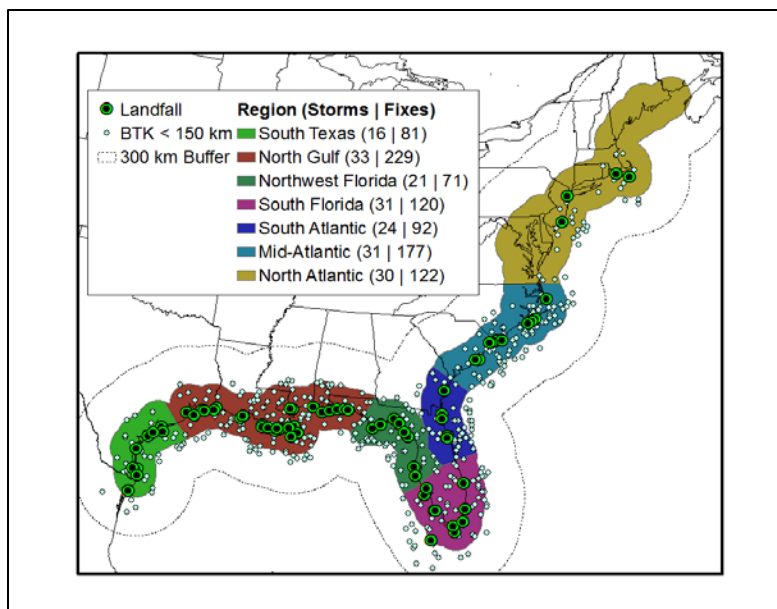 Landfall
BTK < 150 km
300 km Buffer
Region (Storms | Fixes)
South Texas (16 | 81)
North Gulf (33 | 229)
Northwest Florida (21 | 71)
South Florida (31 | 120)
South Atlantic (24 | 92)
Mid-Atlantic (31 | 177)
North Atlantic (30 | 122)